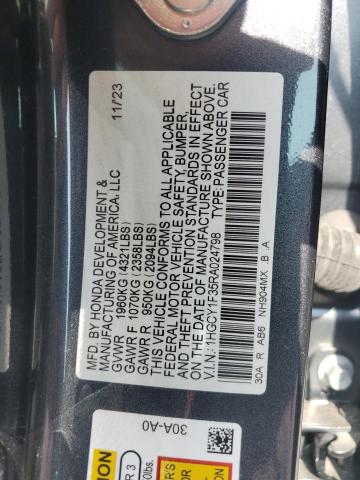 MFD. BY HONDA DEVELOPMENT & 11/23
MANUFACTURING OF AMERICA, LLC
GVWR 1960KG(4321LBS)
GAWR F 1070KG(2358LBS)
GAWR R 950KG(2094LBS)
THIS VEHICLE CONFORMS TO ALL APPLICABLE
FEDERAL MOTOR VEHICLE SAFETY, BUMPER,
AND THEFT PREVENTION STANDARDS IN EFFECT
ON THE DATE OF MANUFACTURE SHOWN ABOVE.
V.I.N.: 1HGCY1F35RA024798 TYPE: PASSENGER CAR
30A R AB6 NH904MX B .A
30A-A0